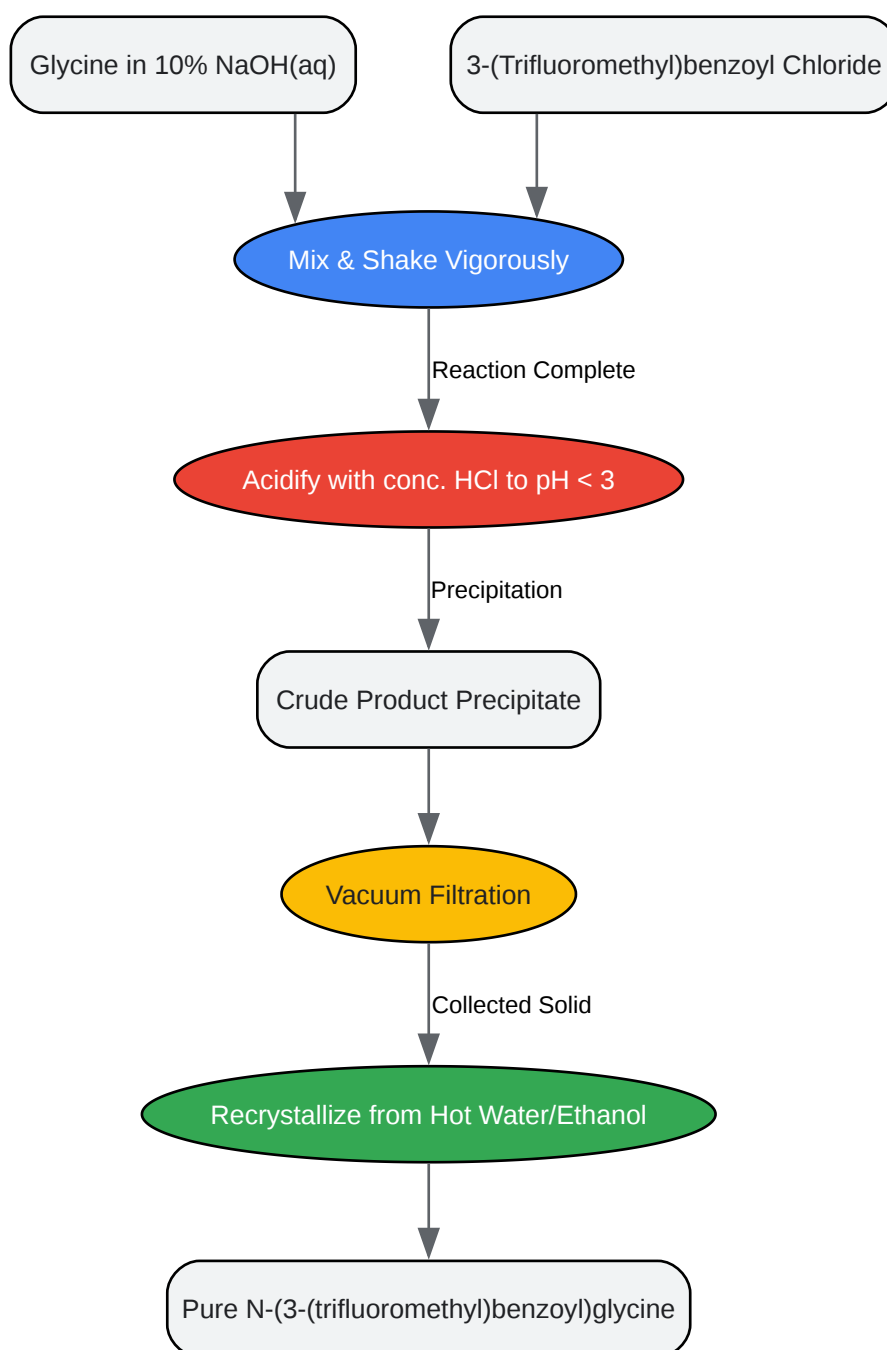 Glycine in 10% NaOH(aq)
3-(Trifluoromethyl)benzoyl Chloride
Mix & Shake Vigorously
Reaction Complete
Acidify with conc. HCl to pH < 3
Precipitation
Crude Product Precipitate
Vacuum Filtration
Collected Solid
Recrystallize from Hot Water/Ethanol
Pure N-(3-(trifluoromethyl)benzoyl)glycine